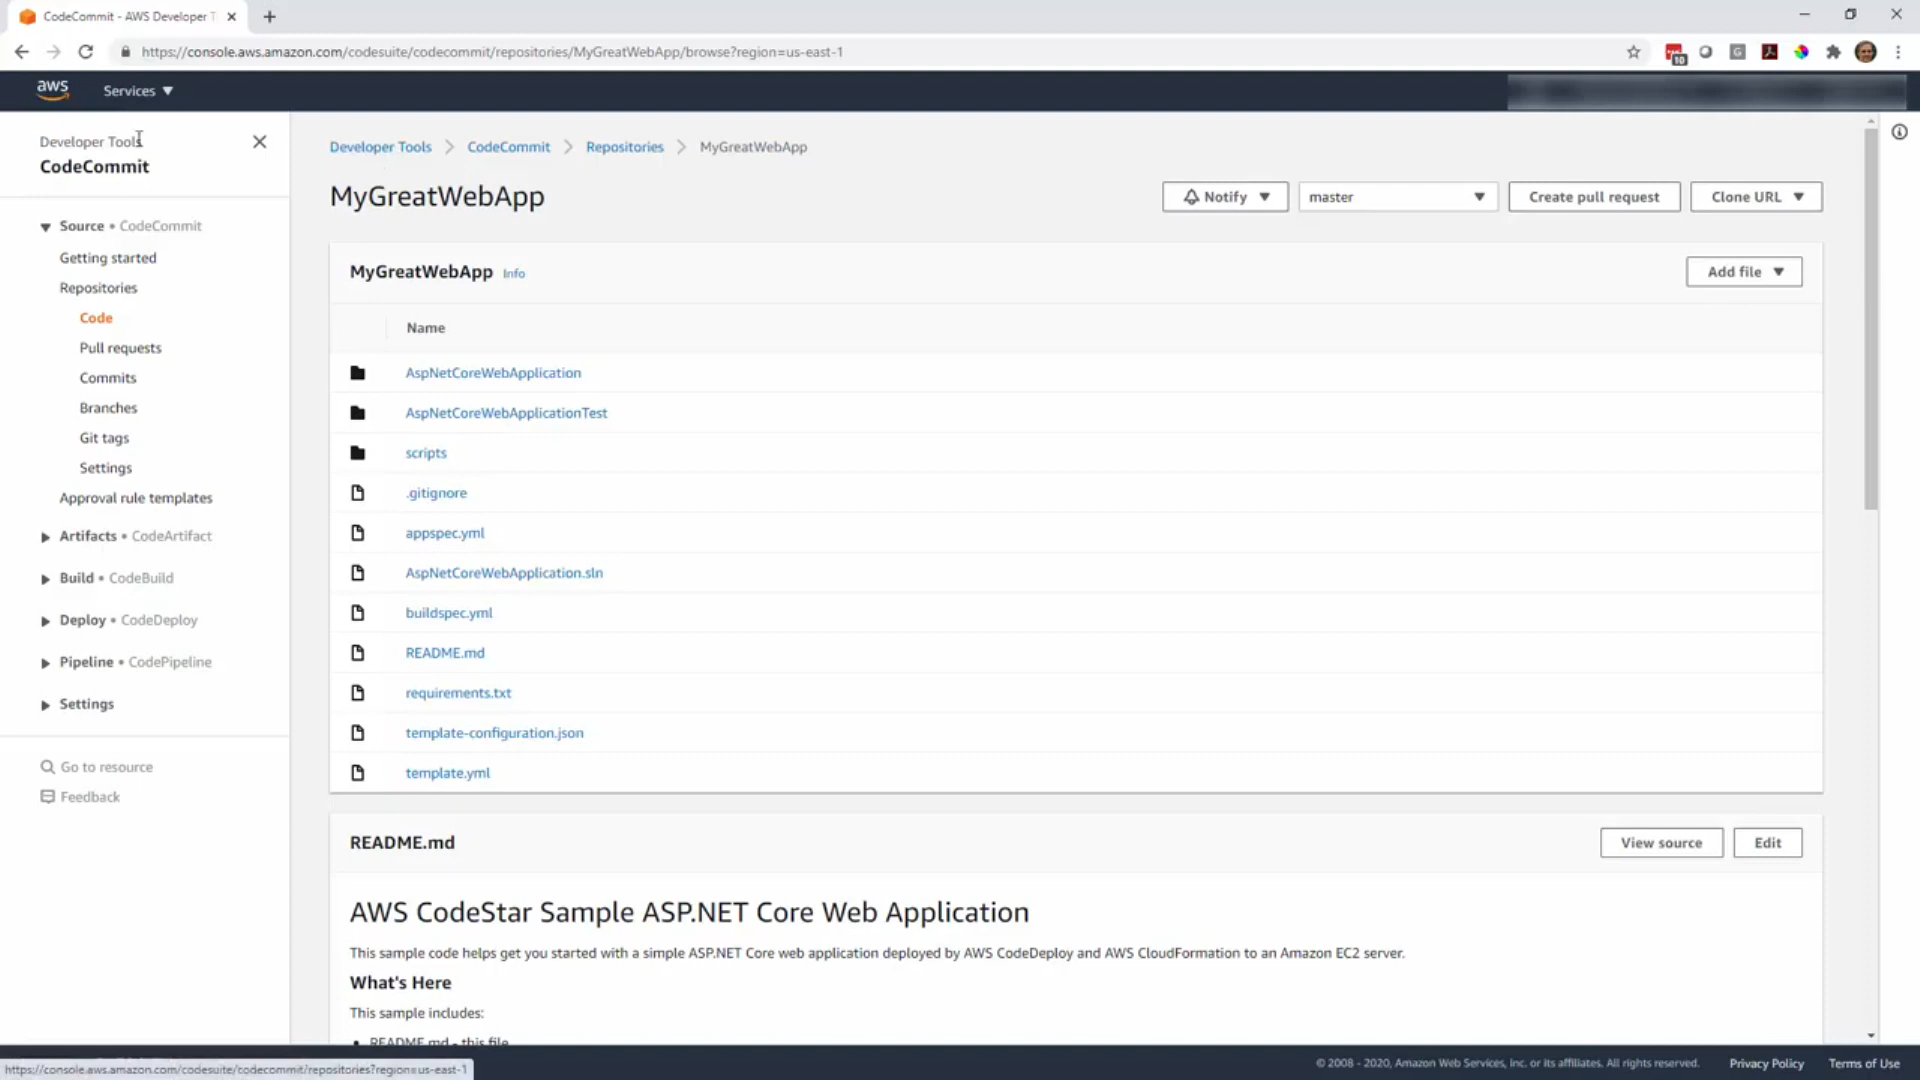 CodeCommit - AWS Developer T
https://console.aws.amazon.com/codesuite/codecommit/repositories/MyGreatWebApp/browse?region=us-east-1
10
G
aws
Services
Developer Tools
CodeCommit
Source • CodeCommit
Getting started
Repositories
Code
Pull requests
Commits
Branches
Git tags
Settings
Approval rule templates
Artifacts • CodeArtifact
Build • CodeBuild
Deploy • CodeDeploy
Pipeline • CodePipeline
Settings
Go to resource
Feedback
Developer Tools > CodeCommit > Repositories > MyGreatWebApp
MyGreatWebApp
Notify
master
Create pull request
Clone URL
MyGreatWebApp Info
Add file
Name
AspNetCoreWebApplication
AspNetCoreWebApplicationTest
scripts
.gitignore
appspec.yml
AspNetCoreWebApplication.sln
buildspec.yml
README.md
requirements.txt
template-configuration.json
template.yml
README.md
View source
Edit
AWS CodeStar Sample ASP.NET Core Web Application
This sample code helps get you started with a simple ASP.NET Core web application deployed by AWS CodeDeploy and AWS CloudFormation to an Amazon EC2 server.
What's Here
This sample includes:
• README.md - this file
https://console.aws.amazon.com/codesuite/codecommit/repositories?region=us-east-1
© 2008 - 2020, Amazon Web Services, Inc. or its affiliates. All rights reserved.
Privacy Policy
Terms of Use